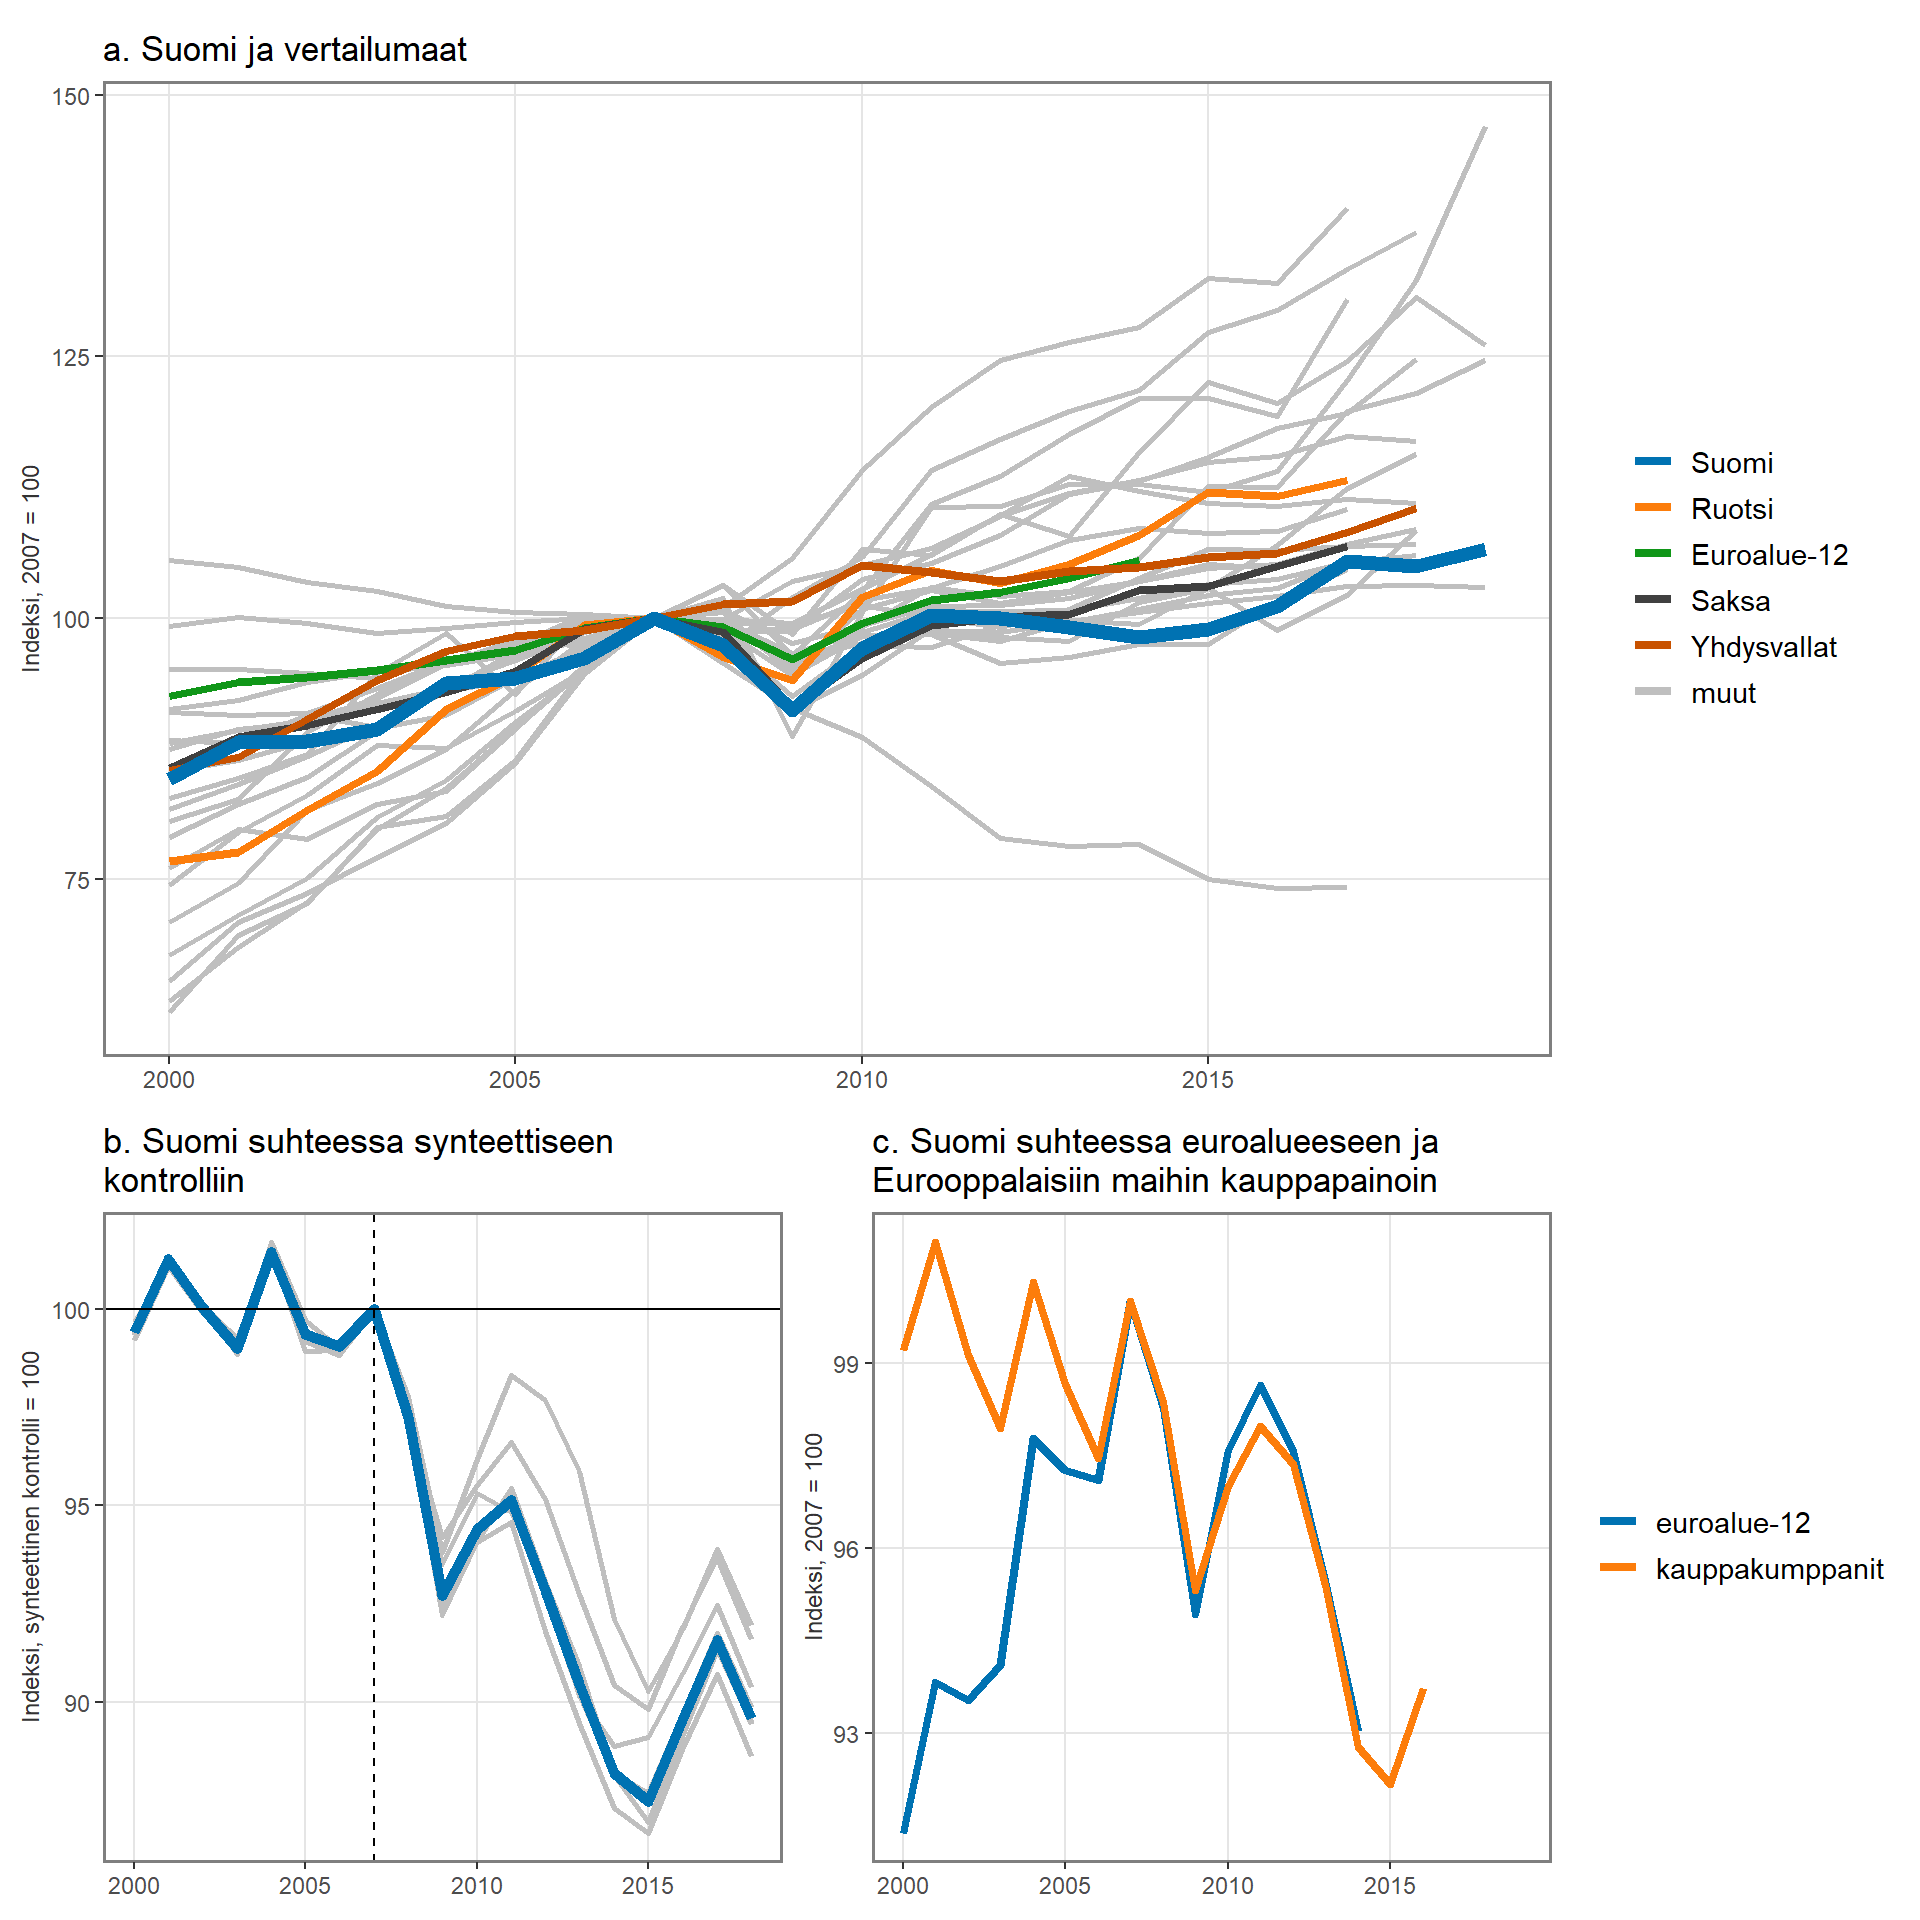 a. Suomi ja vertailumaat
Indeksi, 2007 = 100
150
125
100
75
2000
2005
2010
2015
Suomi
Ruotsi
Euroalue-12
Saksa
Yhdysvallat
muut
b. Suomi suhteessa synteettiseen
kontrolliin
Indeksi, synteettinen kontrolli = 100
100
95
90
2000
2005
2010
2015
c. Suomi suhteessa euroalueeseen ja
Eurooppalaisiin maihin kauppapainoin
Indeksi, 2007 = 100
99
96
93
2000
2005
2010
2015
euroalue-12
kauppakumppanit